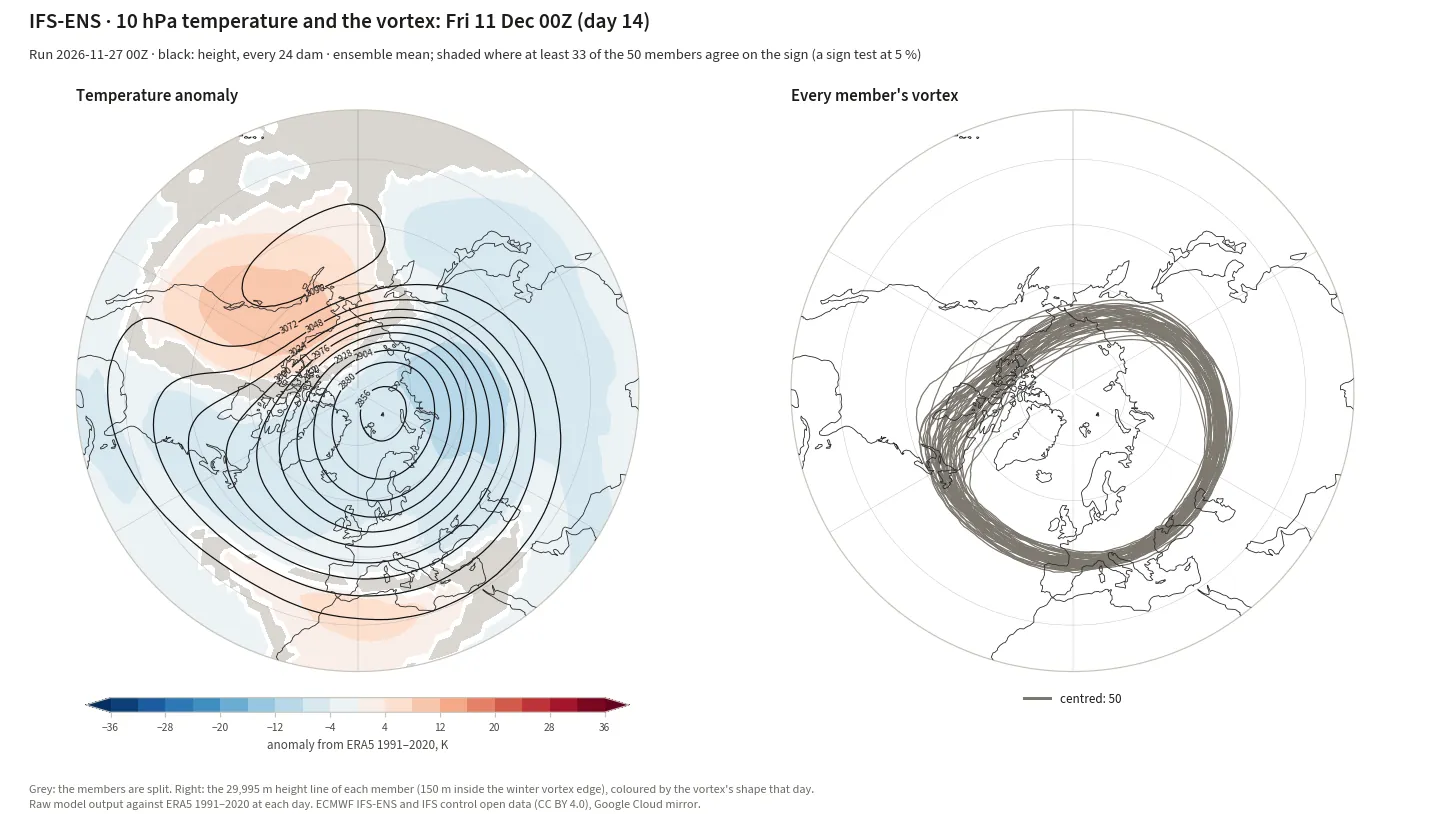 IFS-ENS · 10 hPa temperature and the vortex: Fri 11 Dec 00Z (day 14)
Run 2026-11-27 00Z · black: height, every 24 dam · ensemble mean; shaded where at least 33 of the 50 members agree on the sign (a sign test at 5 %)
Temperature anomaly
Every member's vortex
3072
3048
2976
2928
2904
2880
2856
−36 −28 −20 −12 −4 4 12 20 28 36
anomaly from ERA5 1991–2020, K
centred: 50
Grey: the members are split. Right: the 29,995 m height line of each member (150 m inside the winter vortex edge), coloured by the vortex's shape that day.
Raw model output against ERA5 1991–2020 at each day. ECMWF IFS-ENS and IFS control open data (CC BY 4.0), Google Cloud mirror.